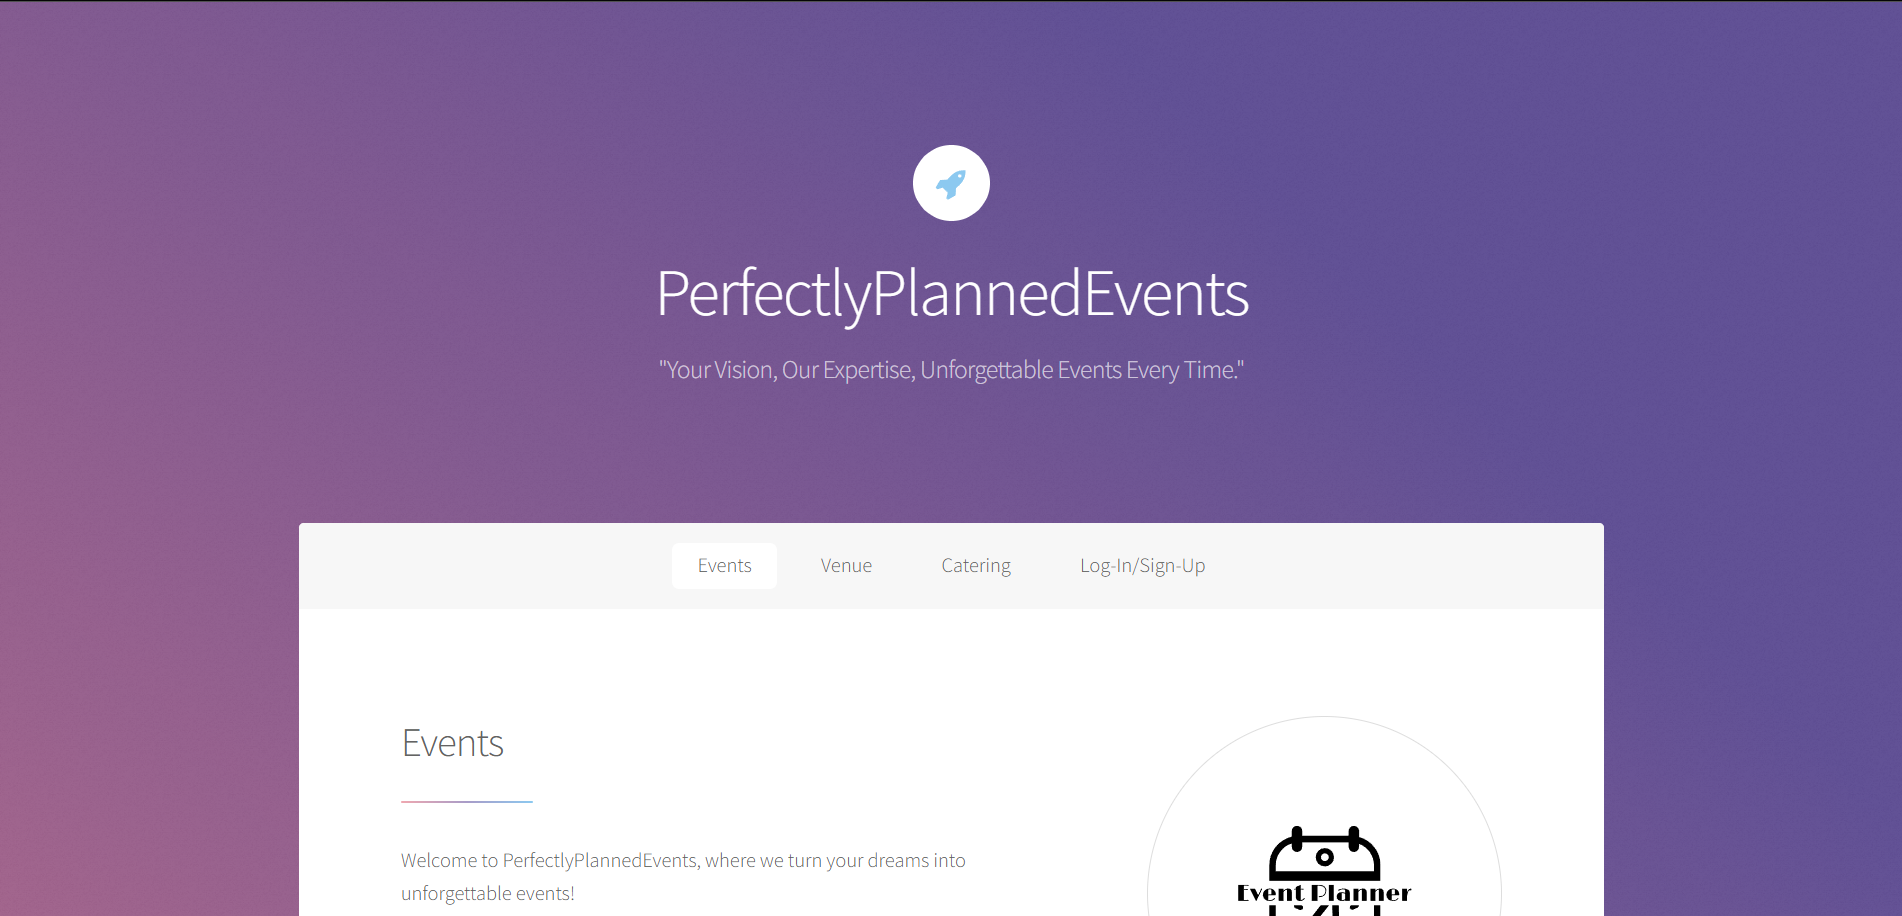 PerfectlyPlannedEvents
"Your Vision, Our Expertise, Unforgettable Events Every Time."
Events
Venue
Catering
Log-In/Sign-Up
Events
Welcome to PerfectlyPlannedEvents, where we turn your dreams into
unforgettable events!
Event Planner